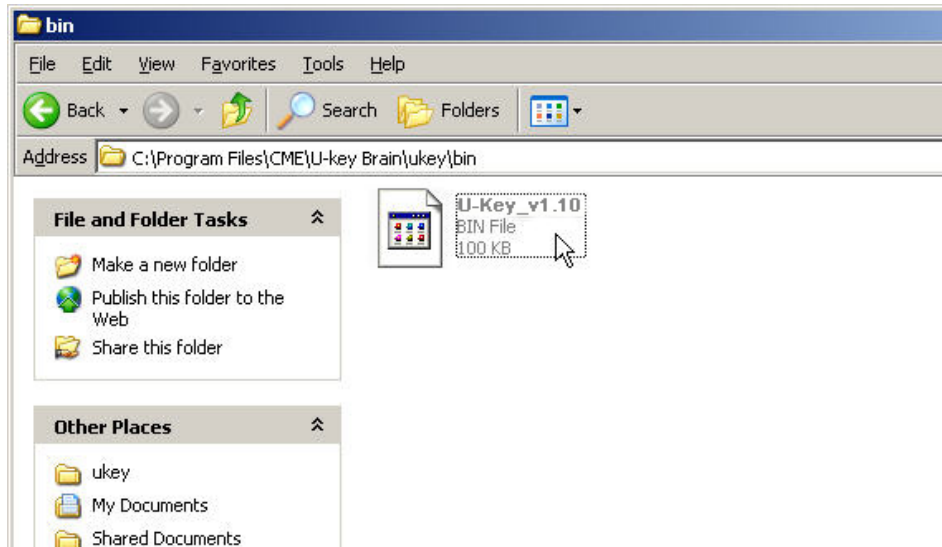 bin
File Edit View Favorites Tools Help
Back Search Folders
Address C:\Program Files\CME\U-key Brain\ukey\bin
File and Folder Tasks
Make a new folder
Publish this folder to the
Web
Share this folder
Other Places
ukey
My Documents
Shared Documents
U-Key_v1.10
BIN File
100 KB